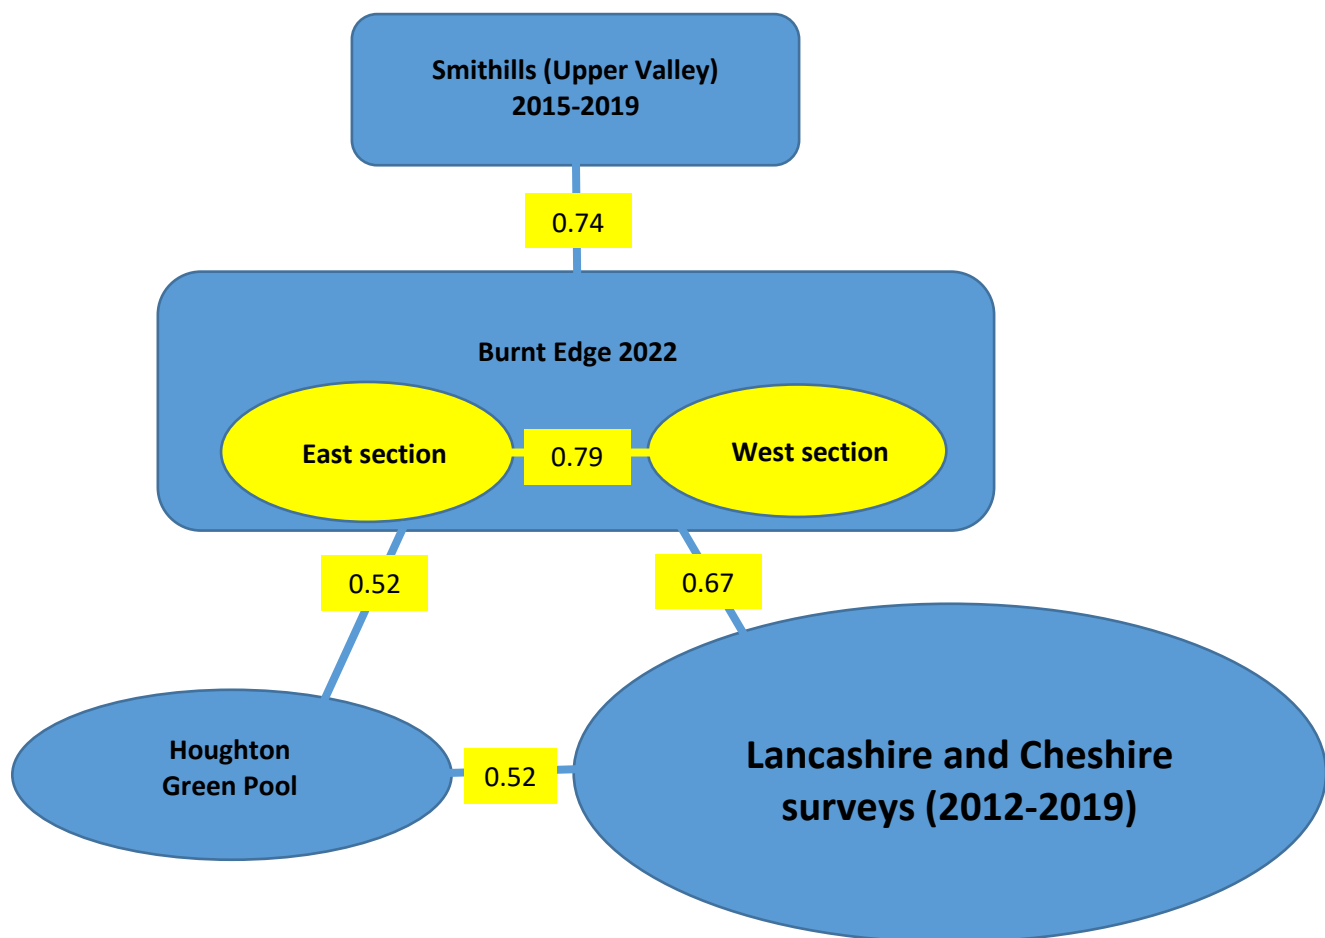 Smithills (Upper Valley)
2015-2019
0.74
Burnt Edge 2022
East section
0.79
West section
0.52
0.67
Houghton
Green Pool
0.52
Lancashire and Cheshire
surveys (2012-2019)